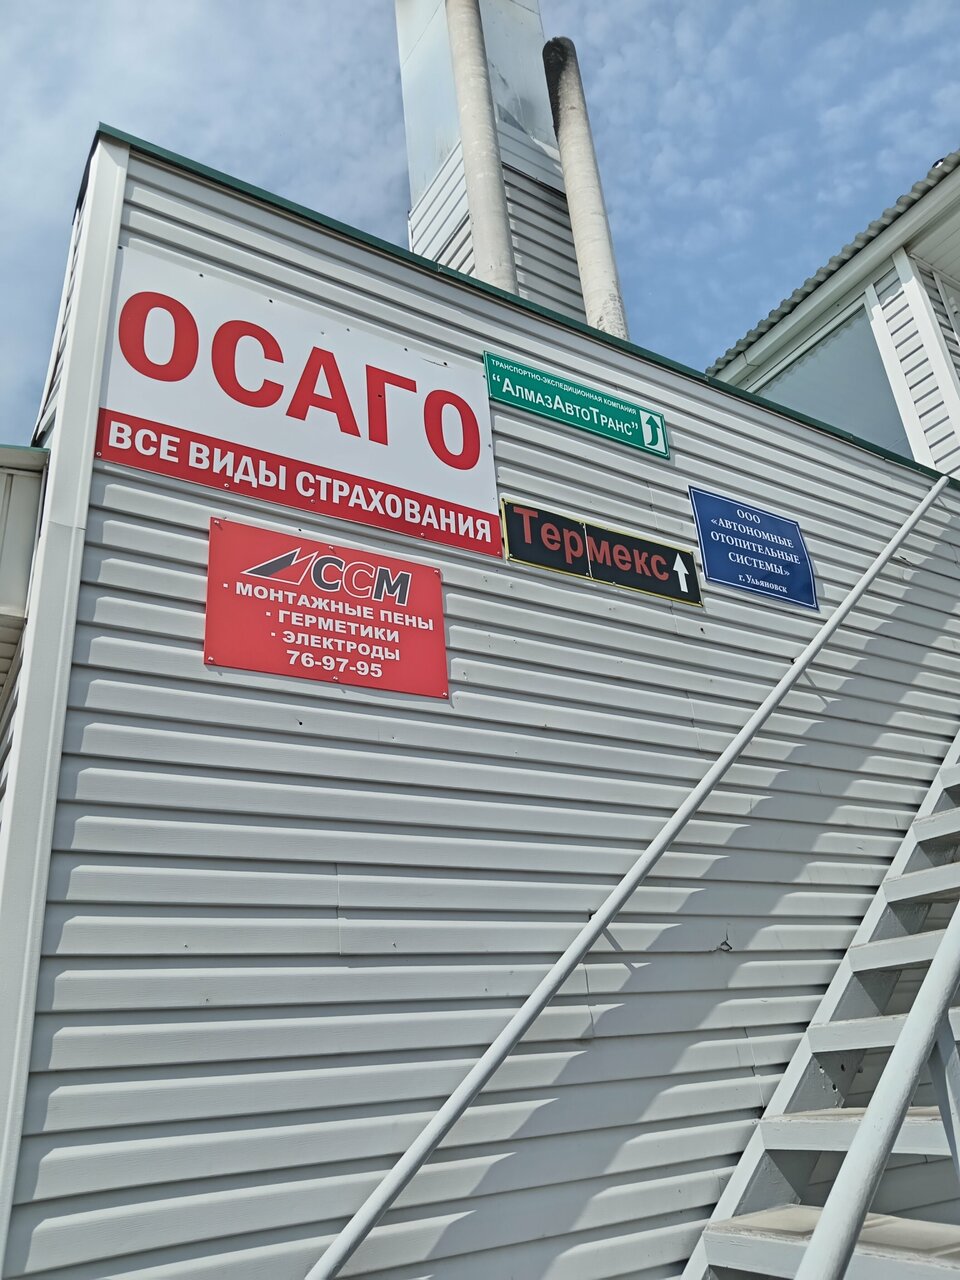 ОСАГО
ВСЕ ВИДЫ СТРАХОВАНИЯ
ТРАНСПОРТНО-ЭКСПЕДИЦИОННАЯ КОМПАНИЯ
"АЛМАЗАВТОТРАНС"
Термекс
ООО
«АВТОНОМНЫЕ
ОТОПИТЕЛЬНЫЕ
СИСТЕМЫ»
г. Ульяновск
ССМ
· МОНТАЖНЫЕ ПЕНЫ
· ГЕРМЕТИКИ
· ЭЛЕКТРОДЫ
76-97-95